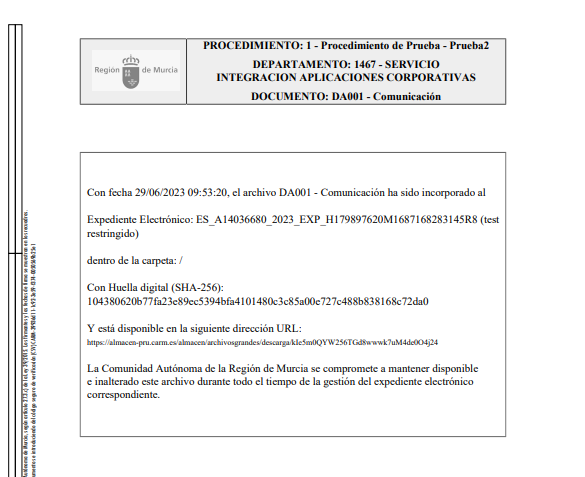 Región de Murcia
PROCEDIMIENTO: 1 - Procedimiento de Prueba - Prueba2
DEPARTAMENTO: 1467 - SERVICIO
INTEGRACION APLICACIONES CORPORATIVAS
DOCUMENTO: DA001 - Comunicación
Con fecha 29/06/2023 09:53:20, el archivo DA001 - Comunicación ha sido incorporado al
Expediente Electrónico: ES_A14036680_2023_EXP_H179897620M1687168283145R8 (test
restringido)
dentro de la carpeta: /
Con Huella digital (SHA-256):
104380620b77fa23e89ec5394bfa4101480c3c85a00e727c488b838168c72da0
Y está disponible en la siguiente dirección URL:
https://almacen-pru.carm.es/almacen/archivosgrandes/descarga/kIe5m0QYW256TGd8wwwk7uM4de0O4j24
La Comunidad Autónoma de la Región de Murcia se compromete a mantener disponible
e inalterado este archivo durante todo el tiempo de la gestión del expediente electrónico
correspondiente.